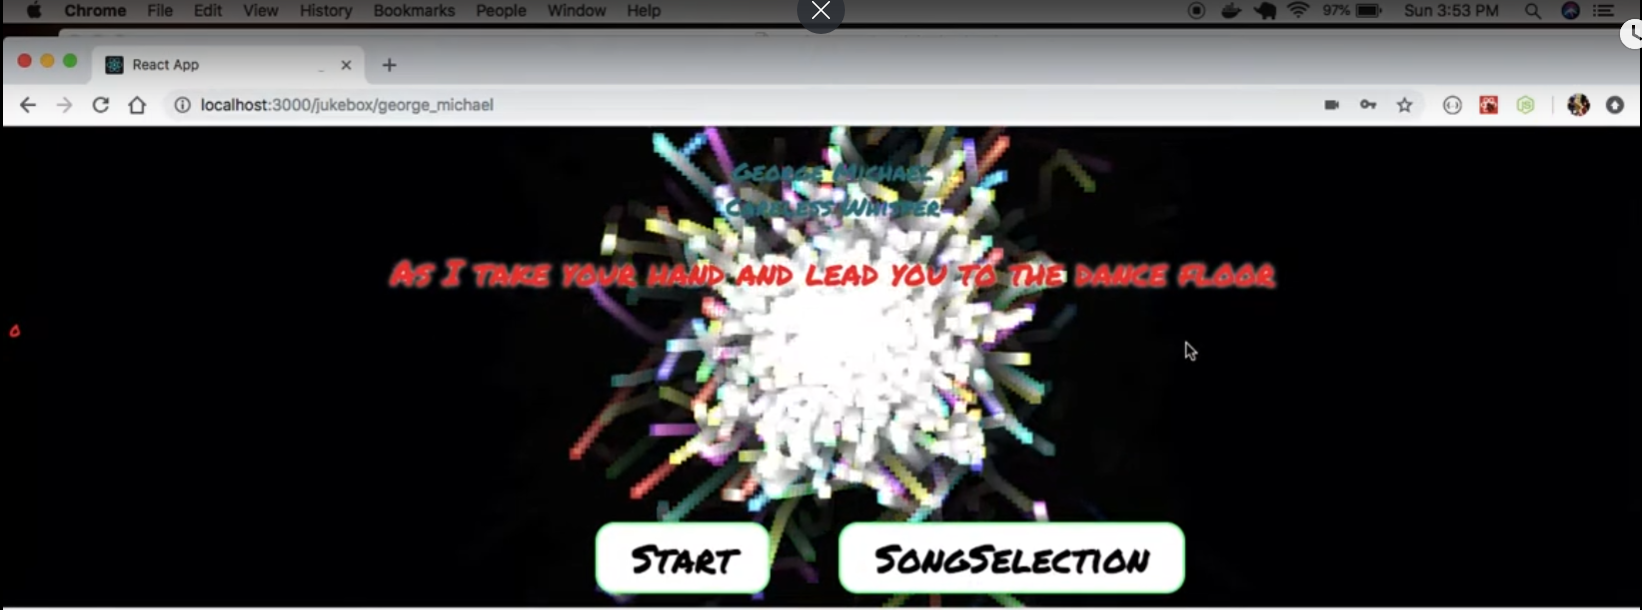 Chrome File Edit View History Bookmarks People Window Help 97% Sun 3:53 PM
React App
localhost:3000/jukebox/george_michael
George Michael
Careless Whisper
As I take your hand and lead you to the dance floor
0
Start SongSelection